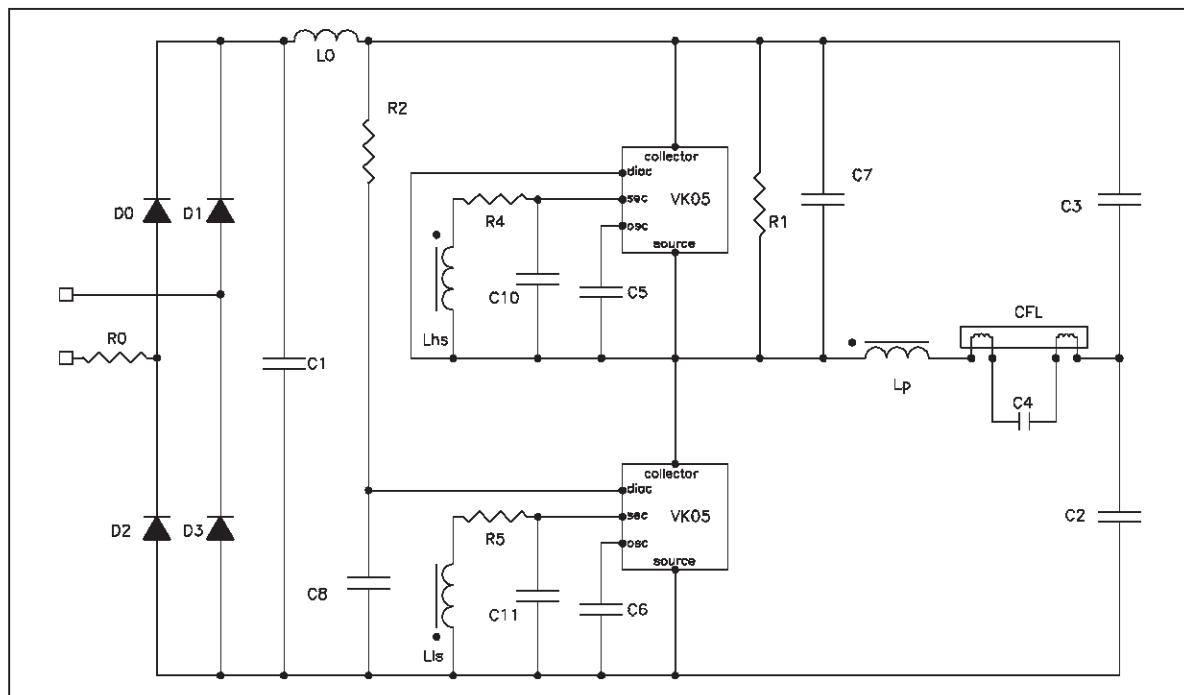 L0
R2
collector
diac
sec
VK05
osc
source
C7
C3
D0
D1
R4
R1
C10
C5
Lhs
CFL
R0
C1
Lp
C4
collector
diac
sec
VK05
osc
source
D2
D3
R5
C2
C8
C11
C6
Lls